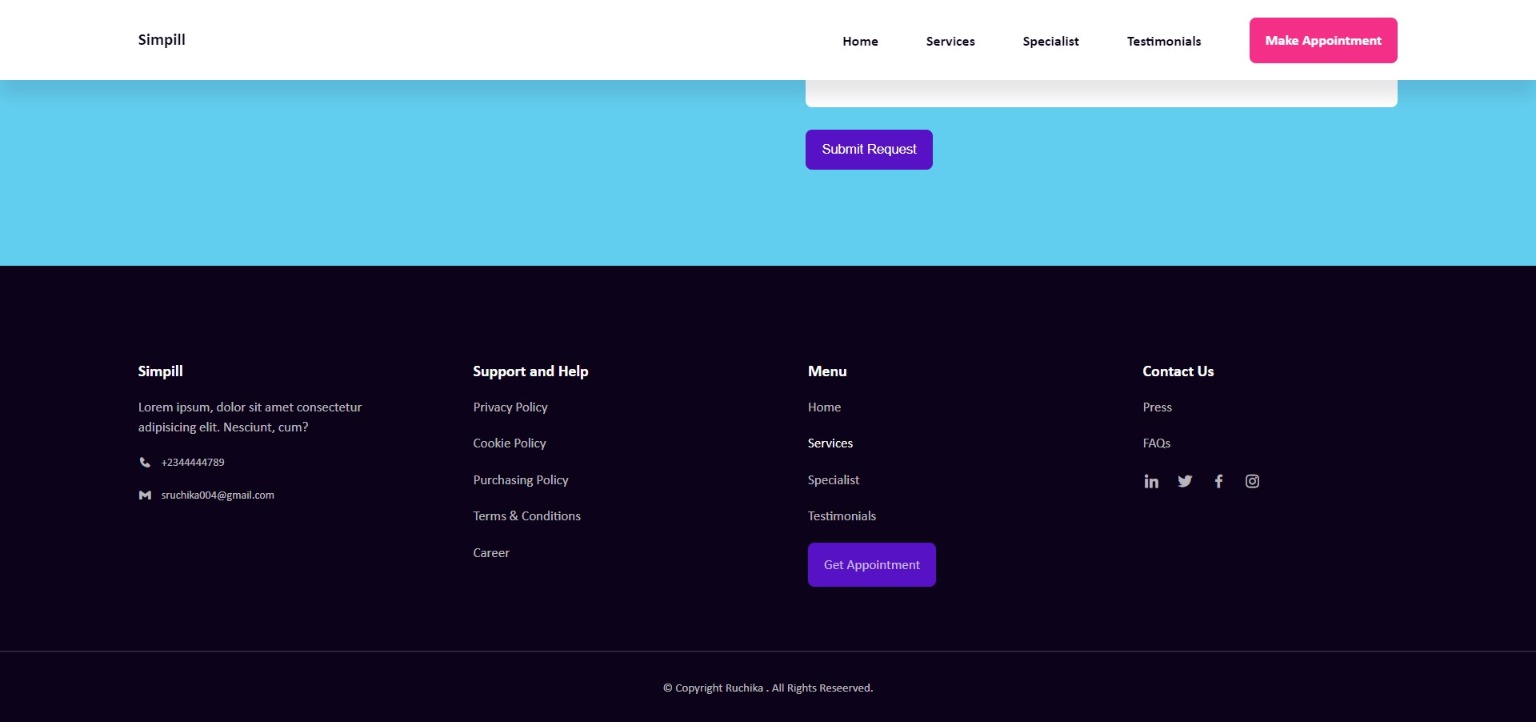 Simpill
Home
Services
Specialist
Testimonials
Make Appointment
Submit Request
Simpill
Lorem ipsum, dolor sit amet consectetur
adipisicing elit. Nesciunt, cum?
+2344444789
sruchika004@gmail.com
Support and Help
Privacy Policy
Cookie Policy
Purchasing Policy
Terms & Conditions
Career
Menu
Home
Services
Specialist
Testimonials
Get Appointment
Contact Us
Press
FAQs
© Copyright Ruchika . All Rights Reseerved.